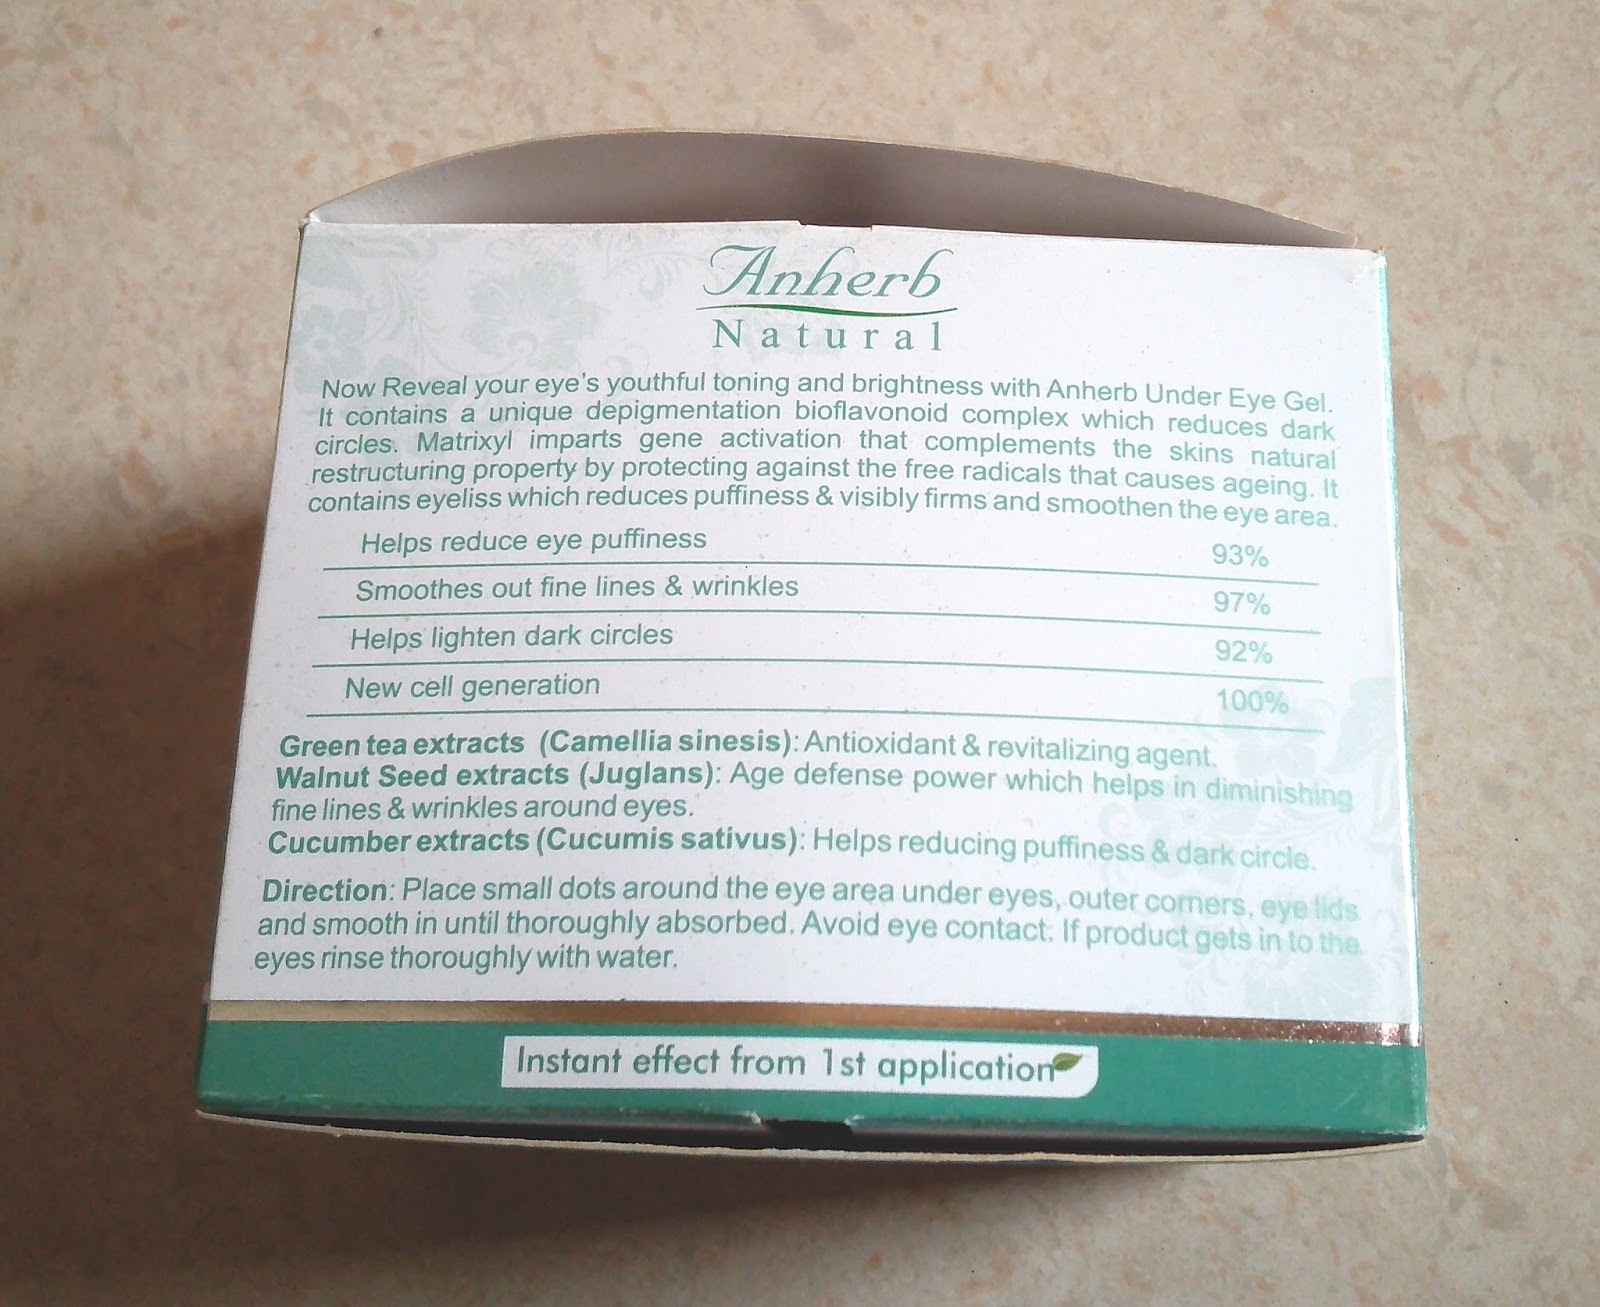 Anherb
Natural
Now Reveal your eye's youthful toning and brightness with Anherb Under Eye Gel.
It contains a unique depigmentation bioflavonoid complex which reduces dark
circles. Matrixyl imparts gene activation that complements the skins natural
restructuring property by protecting against the free radicals that causes ageing. It
contains eyeliss which reduces puffiness & visibly firms and smoothen the eye area.
Helps reduce eye puffiness 93%
Smoothes out fine lines & wrinkles 97%
Helps lighten dark circles 92%
New cell generation 100%
Green tea extracts (Camellia sinesis): Antioxidant & revitalizing agent.
Walnut Seed extracts (Juglans): Age defense power which helps in diminishing
fine lines & wrinkles around eyes.
Cucumber extracts (Cucumis sativus): Helps reducing puffiness & dark circle.
Direction: Place small dots around the eye area under eyes, outer corners, eye lids
and smooth in until thoroughly absorbed. Avoid eye contact. If product gets in to the
eyes rinse thoroughly with water.
Instant effect from 1st application